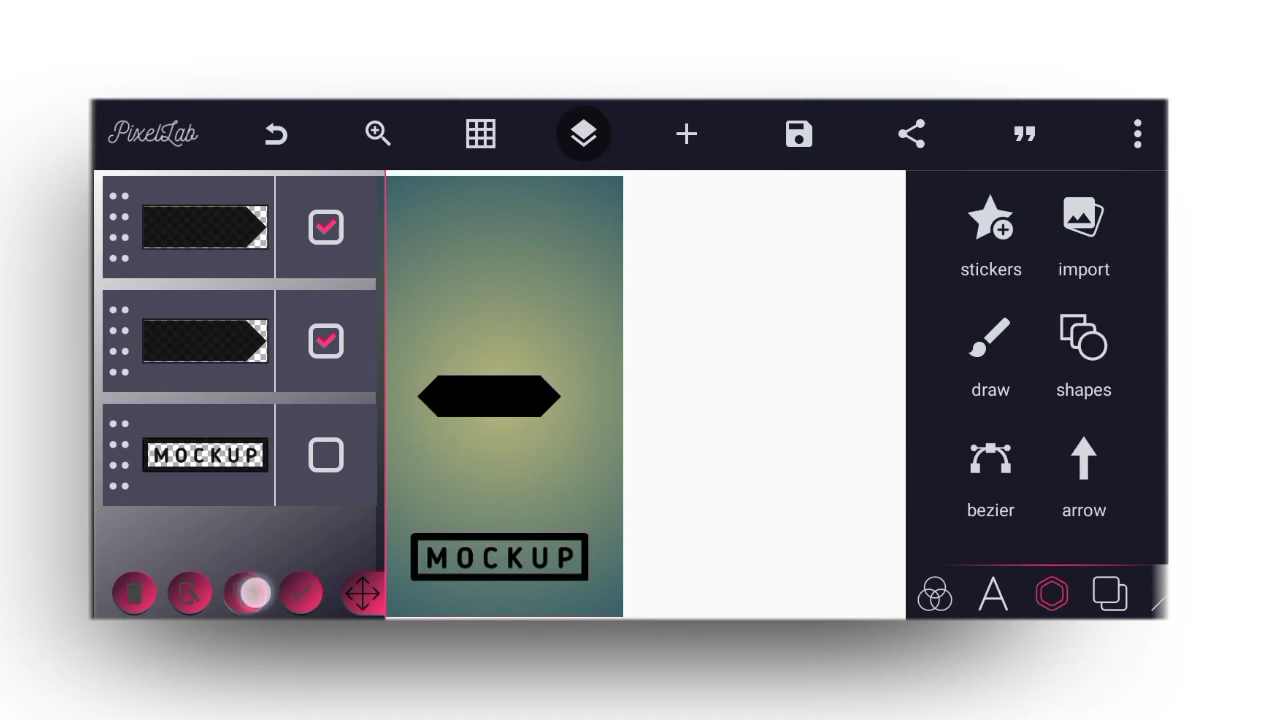 PixelLab
stickers import
draw shapes
MOCKUP
bezier arrow
MOCKUP